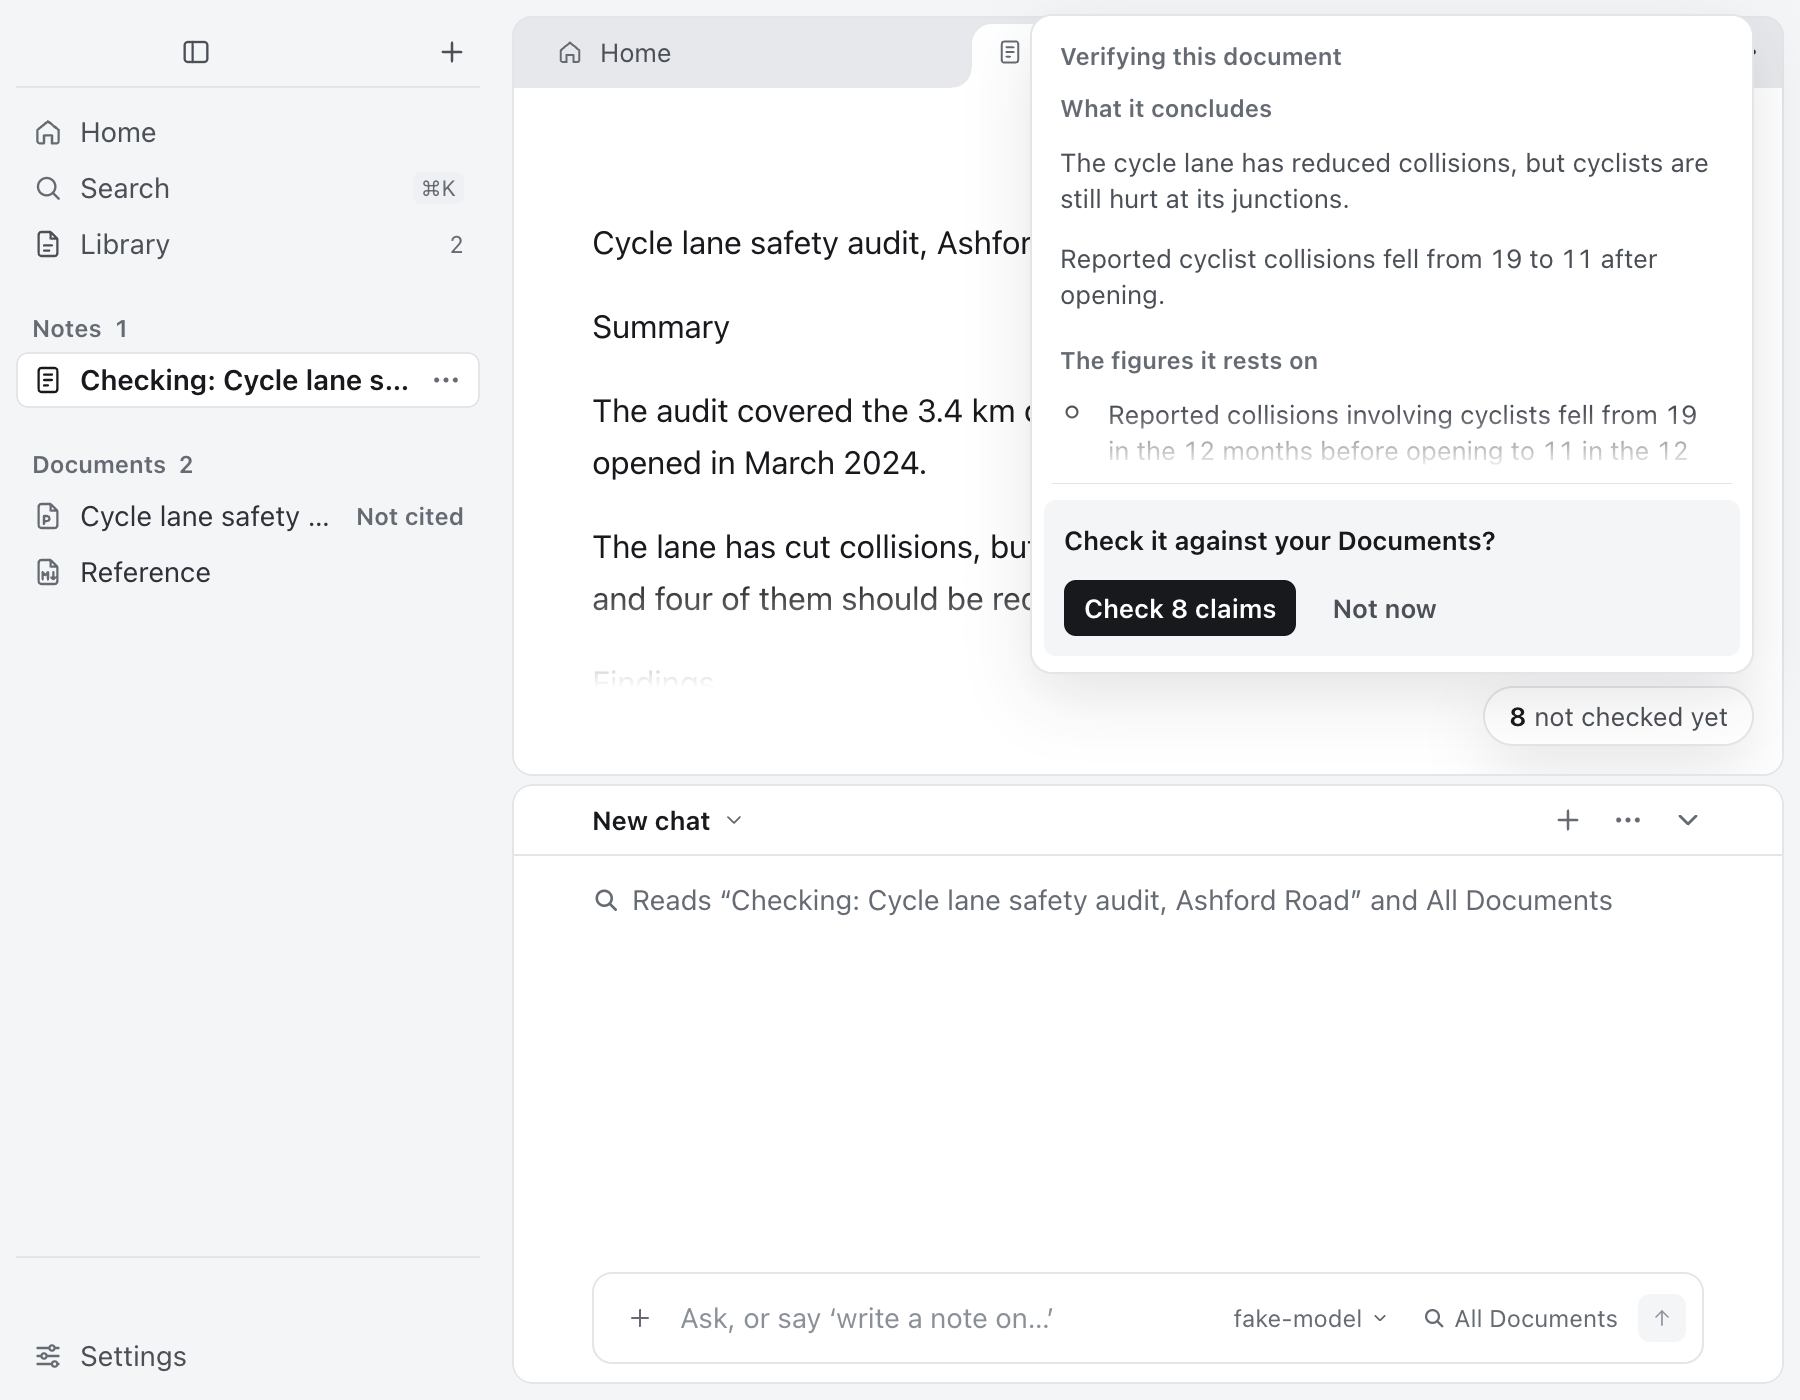 Home
Search
⌘K
Library
2
Notes 1
Checking: Cycle lane s...
Documents 2
Cycle lane safety ...
Not cited
Reference
Settings
Home
Cycle lane safety audit, Ashfor
Summary
The audit covered the 3.4 km
opened in March 2024.
The lane has cut collisions, but
and four of them should be
Findings
Verifying this document
What it concludes
The cycle lane has reduced collisions, but cyclists are
still hurt at its junctions.
Reported cyclist collisions fell from 19 to 11 after
opening.
The figures it rests on
Reported collisions involving cyclists fell from 19
in the 12 months before opening to 11 in the 12
Check it against your Documents?
Check 8 claims
Not now
8 not checked yet
New chat
Reads “Checking: Cycle lane safety audit, Ashford Road” and All Documents
Ask, or say ‘write a note on...’
fake-model
All Documents